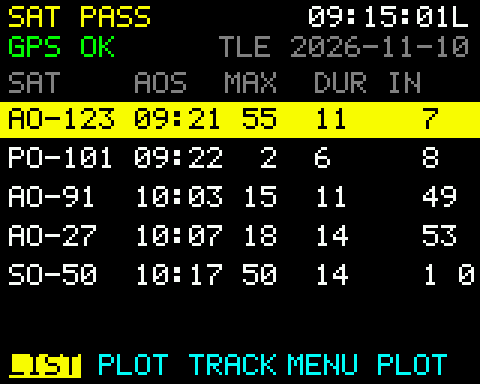 SAT PASS 09:15:01L
GPS OK TLE 2026-11-10
SAT AOS MAX DUR IN
AO-123 09:21 55 11 7
PO-101 09:22 2 6 8
AO-91 10:03 15 11 49
AO-27 10:07 18 14 53
SO-50 10:17 50 14 1 0
LIST PLOT TRACK MENU PLOT